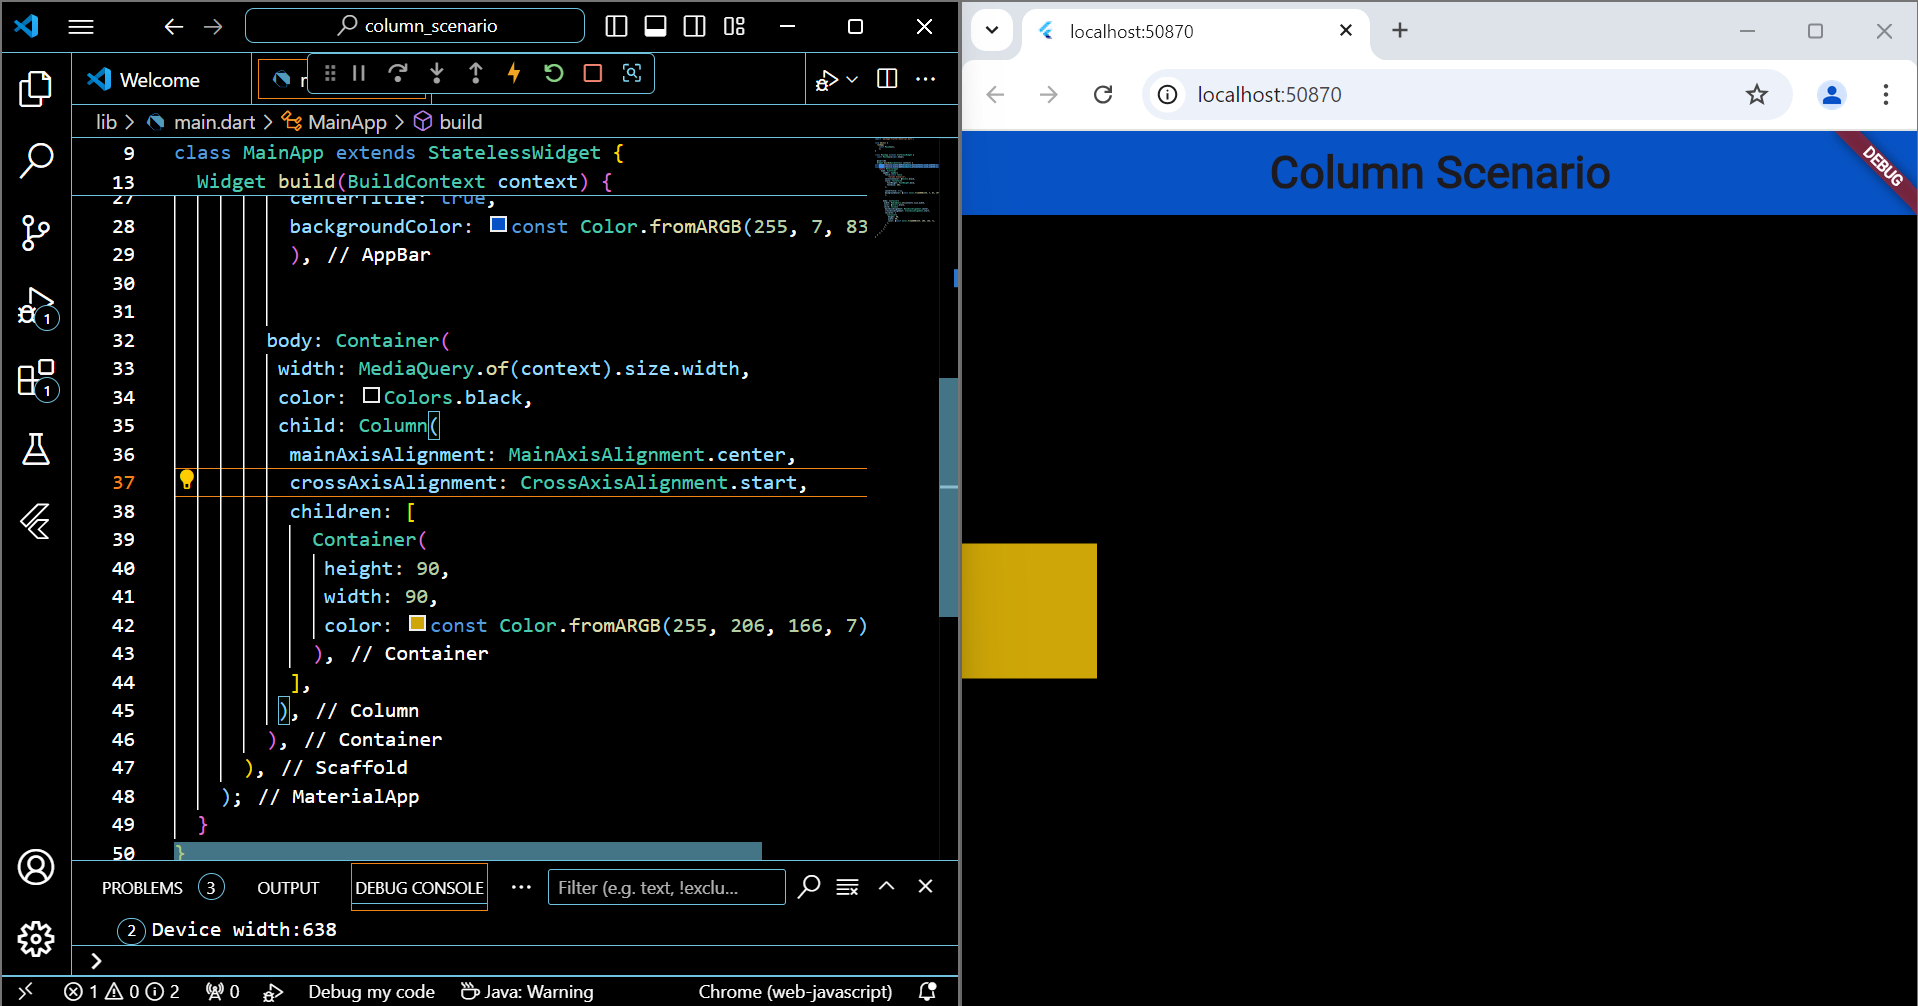 column_scenario
Welcome
lib > main.dart > MainApp > build
9 class MainApp extends StatelessWidget {
13 Widget build(BuildContext context) {
27 centerTitle: true,
28 backgroundColor: const Color.fromARGB(255, 7, 83
29 ), // AppBar
30
31
32 body: Container(
33 width: MediaQuery.of(context).size.width,
34 color: Colors.black,
35 child: Column(
36 mainAxisAlignment: MainAxisAlignment.center,
37 crossAxisAlignment: CrossAxisAlignment.start,
38 children: [
39 Container(
40 height: 90,
41 width: 90,
42 color: const Color.fromARGB(255, 206, 166, 7)
43 ), // Container
44 ],
45 ), // Column
46 ), // Container
47 ), // Scaffold
48 ); // MaterialApp
49 }
50 }
1
1
PROBLEMS 3 OUTPUT DEBUG CONSOLE ... Filter (e.g. text, !exclu...
2 Device width:638
>
1 0 2 0 Debug my code Java: Warning Chrome (web-javascript)
localhost:50870
localhost:50870
Column Scenario
DEBUG